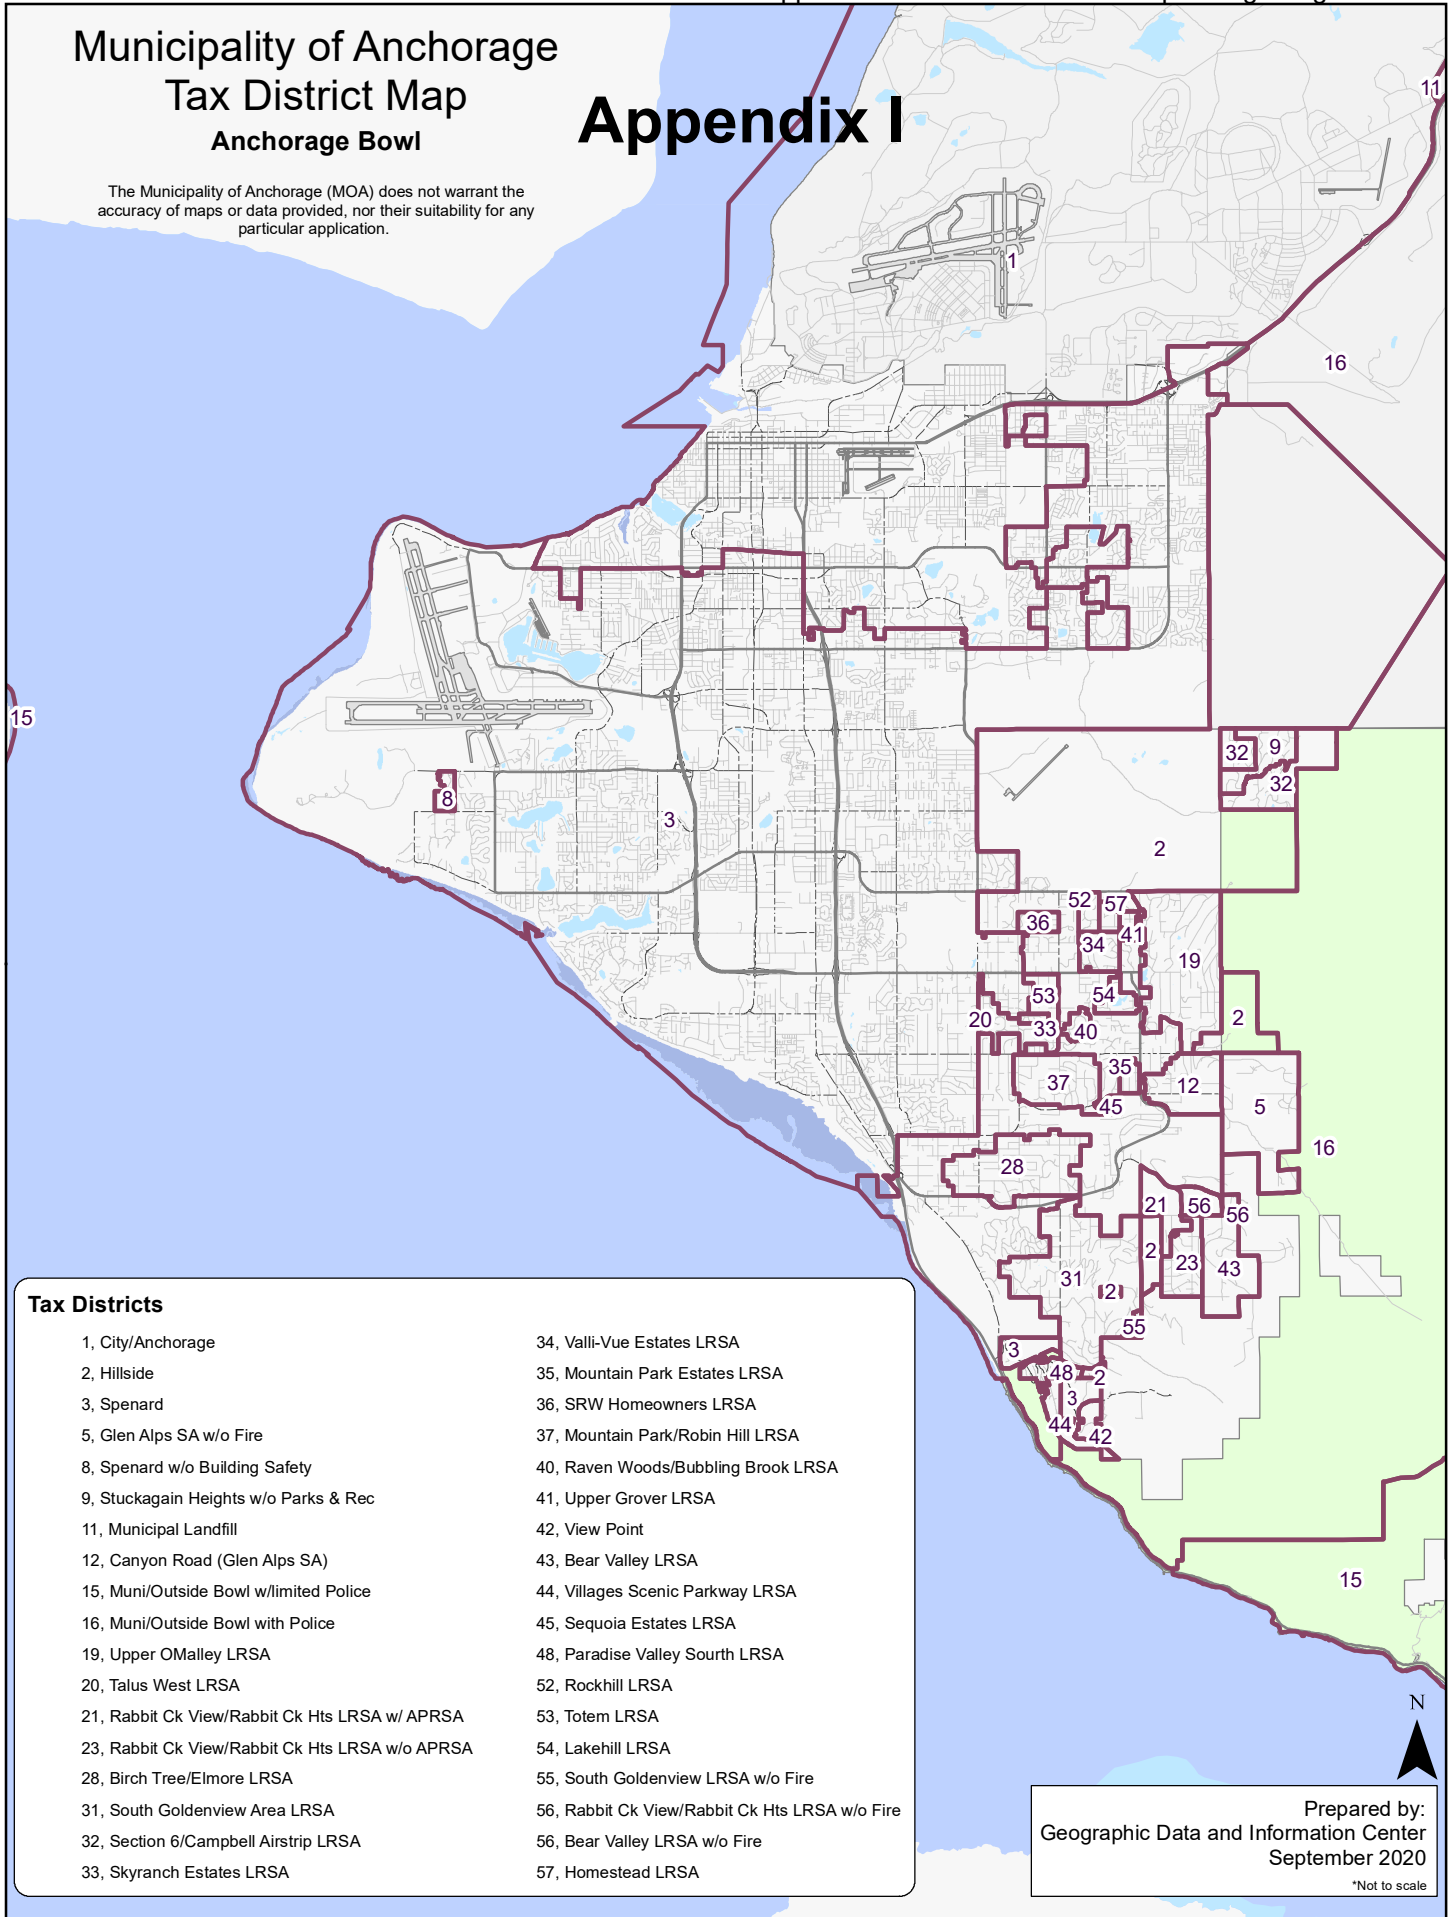 Municipality of Anchorage
Tax District Map
Anchorage Bowl
Appendix I
The Municipality of Anchorage (MOA) does not warrant the
accuracy of maps or data provided, nor their suitability for any
particular application.
11
1
16
15
32
9
32
8
3
2
52
57
36
41
34
19
53
54
20
2
33
40
35
37
12
45
5
16
28
21
56
56
2
23
43
31
2
55
3
48
2
3
44
42
15
Tax Districts
1, City/Anchorage
2, Hillside
3, Spenard
5, Glen Alps SA w/o Fire
8, Spenard w/o Building Safety
9, Stuckagain Heights w/o Parks & Rec
11, Municipal Landfill
12, Canyon Road (Glen Alps SA)
15, Muni/Outside Bowl w/limited Police
16, Muni/Outside Bowl with Police
19, Upper OMalley LRSA
20, Talus West LRSA
21, Rabbit Ck View/Rabbit Ck Hts LRSA w/ APRSA
23, Rabbit Ck View/Rabbit Ck Hts LRSA w/o APRSA
28, Birch Tree/Elmore LRSA
31, South Goldenview Area LRSA
32, Section 6/Campbell Airstrip LRSA
33, Skyranch Estates LRSA
34, Valli-Vue Estates LRSA
35, Mountain Park Estates LRSA
36, SRW Homeowners LRSA
37, Mountain Park/Robin Hill LRSA
40, Raven Woods/Bubbling Brook LRSA
41, Upper Grover LRSA
42, View Point
43, Bear Valley LRSA
44, Villages Scenic Parkway LRSA
45, Sequoia Estates LRSA
48, Paradise Valley Sourth LRSA
52, Rockhill LRSA
53, Totem LRSA
54, Lakehill LRSA
55, South Goldenview LRSA w/o Fire
56, Rabbit Ck View/Rabbit Ck Hts LRSA w/o Fire
56, Bear Valley LRSA w/o Fire
57, Homestead LRSA
N
Prepared by:
Geographic Data and Information Center
September 2020
*Not to scale